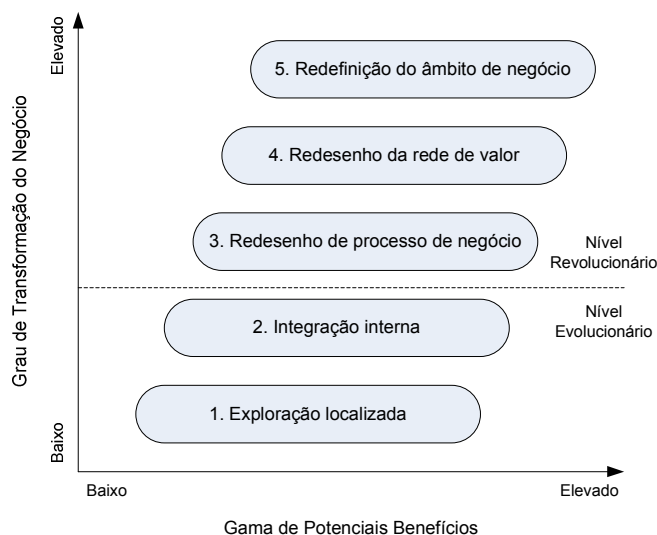 Elevado
Grau de Transformação do Negócio
Baixo
5. Redefinição do âmbito de negócio
4. Redesenho da rede de valor
3. Redesenho de processo de negócio
Nível
Revolucionário
Nível
Evolucionário
2. Integração interna
1. Exploração localizada
Baixo
Elevado
Gama de Potenciais Benefícios